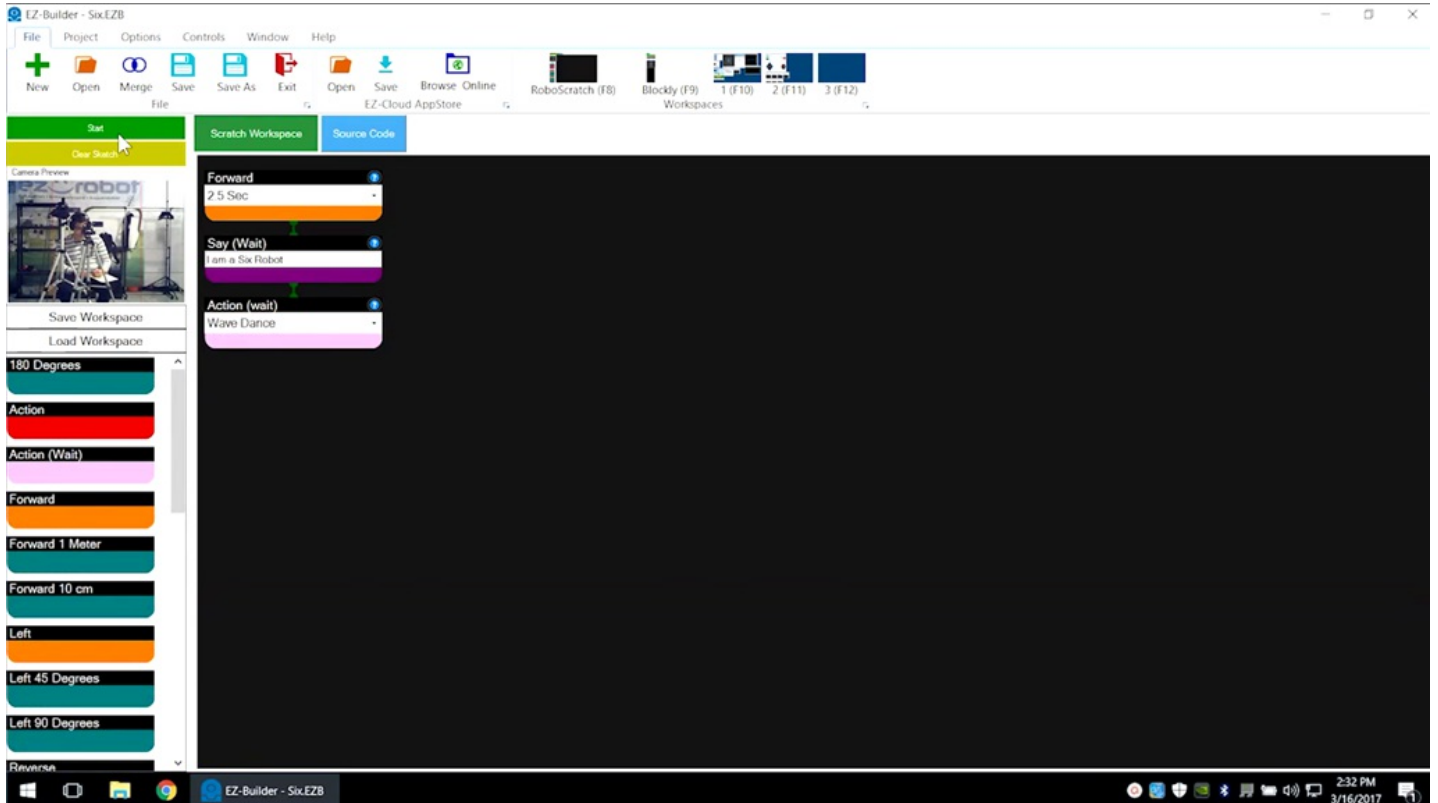 EZ-Builder - Six.EZB
File Project Options Controls Window Help
New Open Merge Save Save As Exit Open Save Browse Online RoboScratch (F8) Blockly (F9) 1 (F10) 2 (F11) 3 (F12)
File EZ-Cloud AppStore Workspaces
Start
Clear Sketch
Scratch Workspace Source Code
Camera Preview
ez robot
Save Workspace
Load Workspace
180 Degrees
Action
Action (Wait)
Forward
Forward 1 Meter
Forward 10 cm
Left
Left 45 Degrees
Left 90 Degrees
Reverse
Forward
2.5 Sec
Say (Wait)
I am a Six Robot
Action (wait)
Wave Dance
EZ-Builder - Six.EZB
2:32 PM
3/16/2017
1